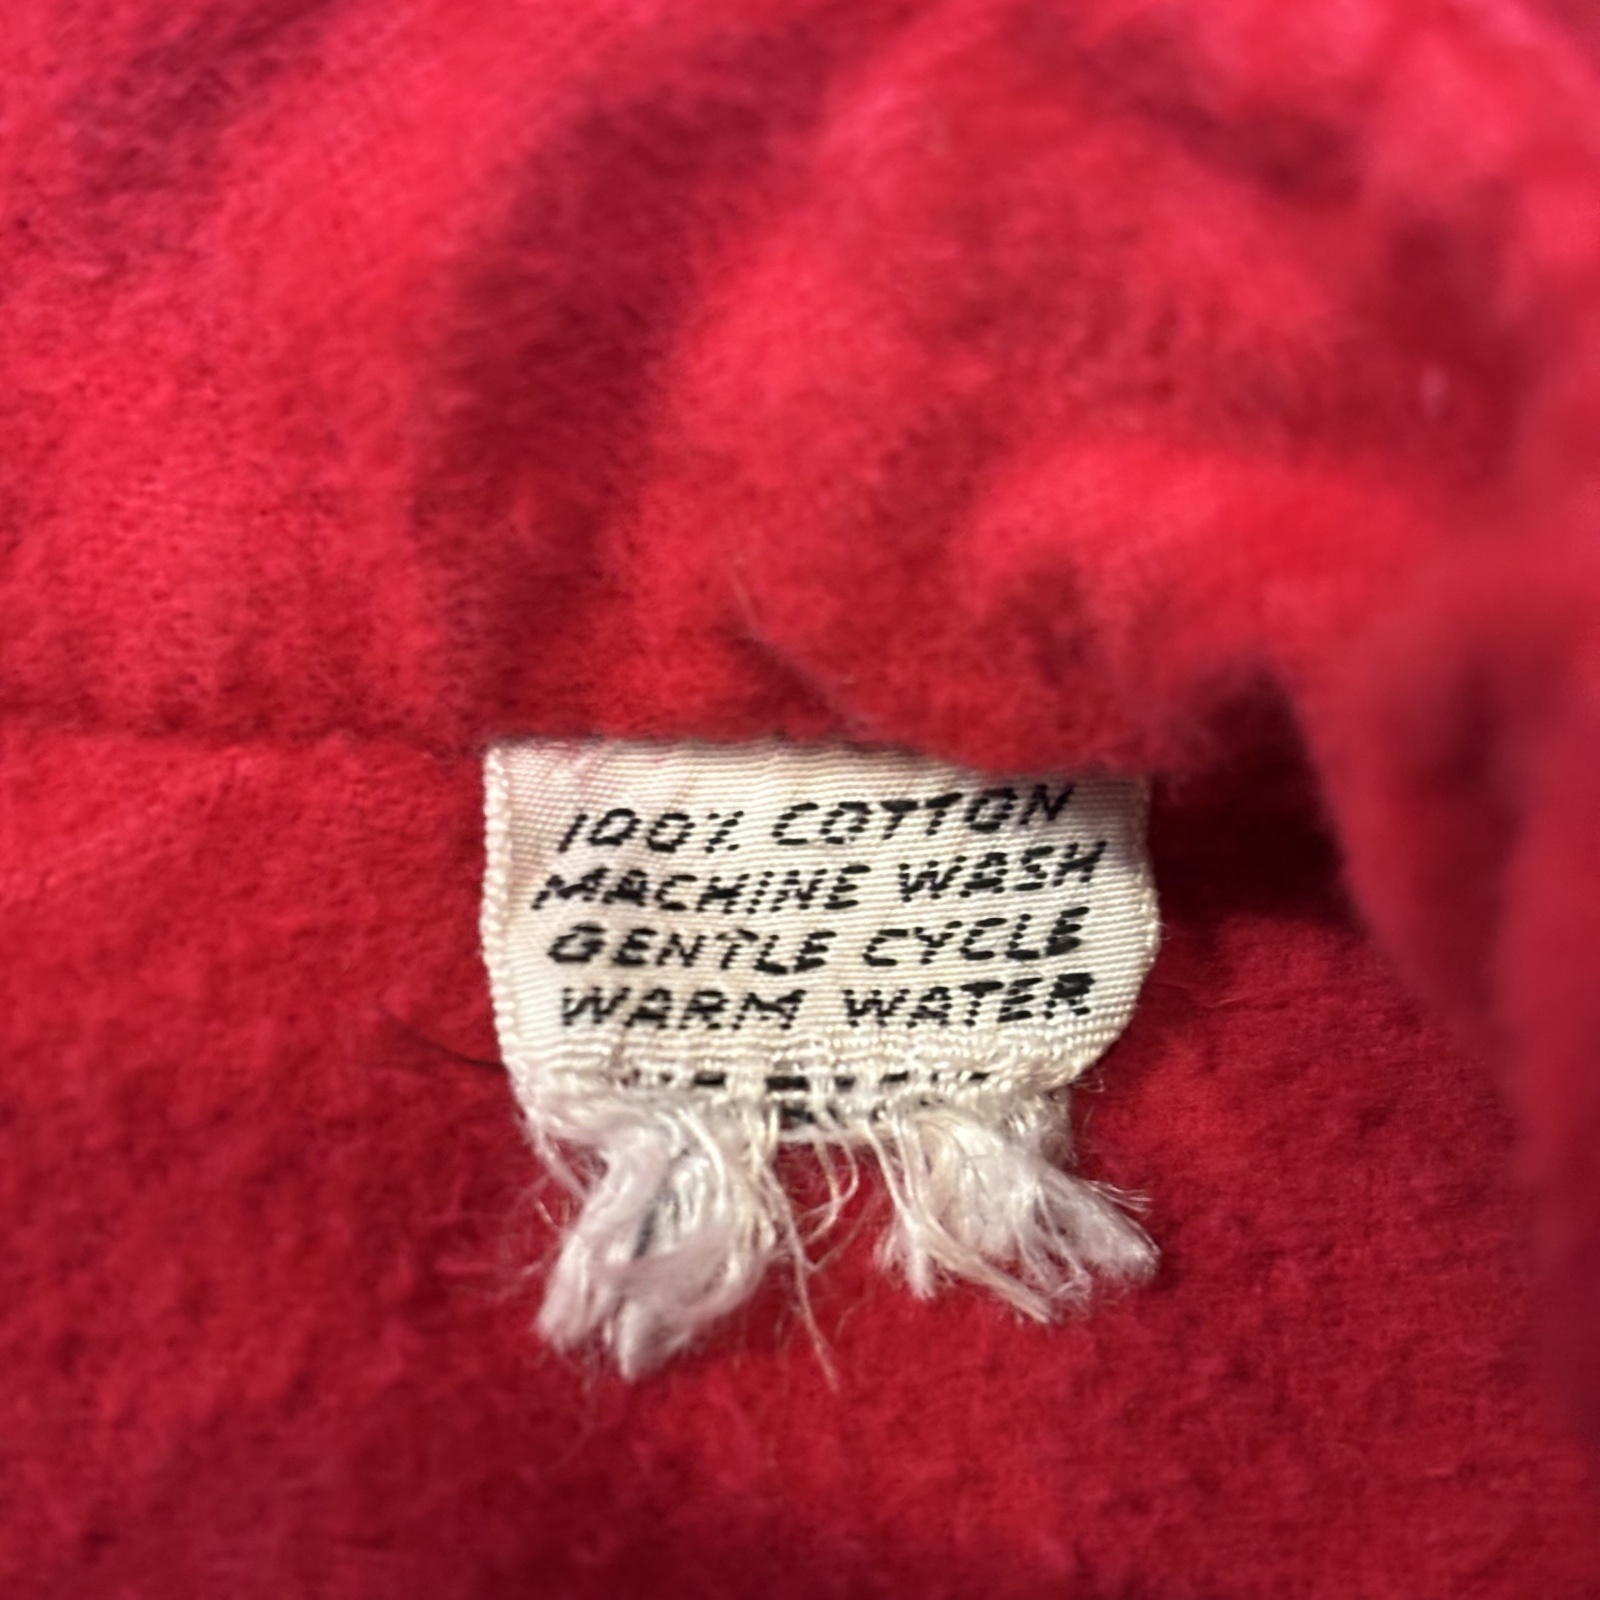 100% COTTON
MACHINE WASH
GENTLE CYCLE
WARM WATER